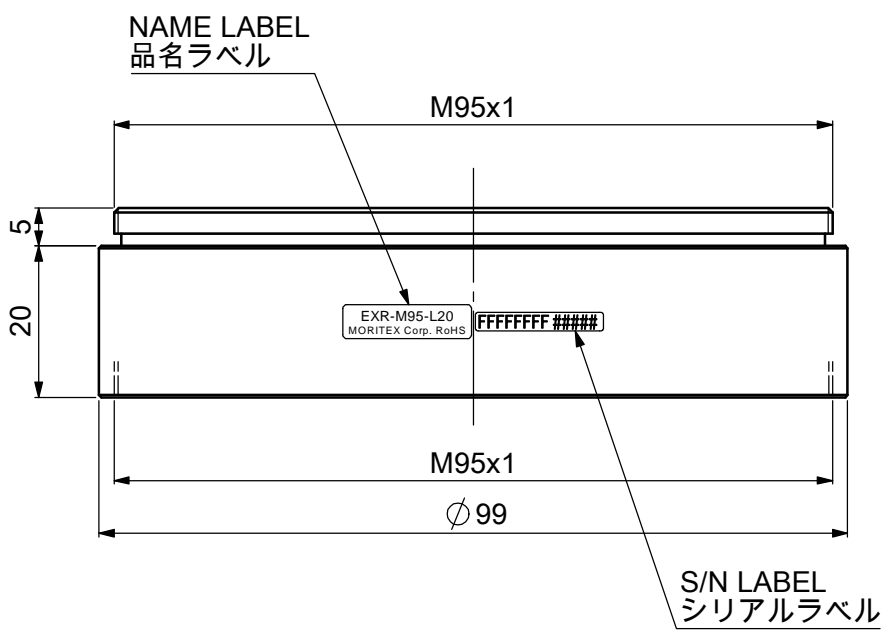 NAME LABEL
品名ラベル
M95x1
5
20
EXR-M95-L20
MORITEX Corp. RoHS
FFFFFFFF #####
M95x1
∅99
S/N LABEL
シリアルラベル